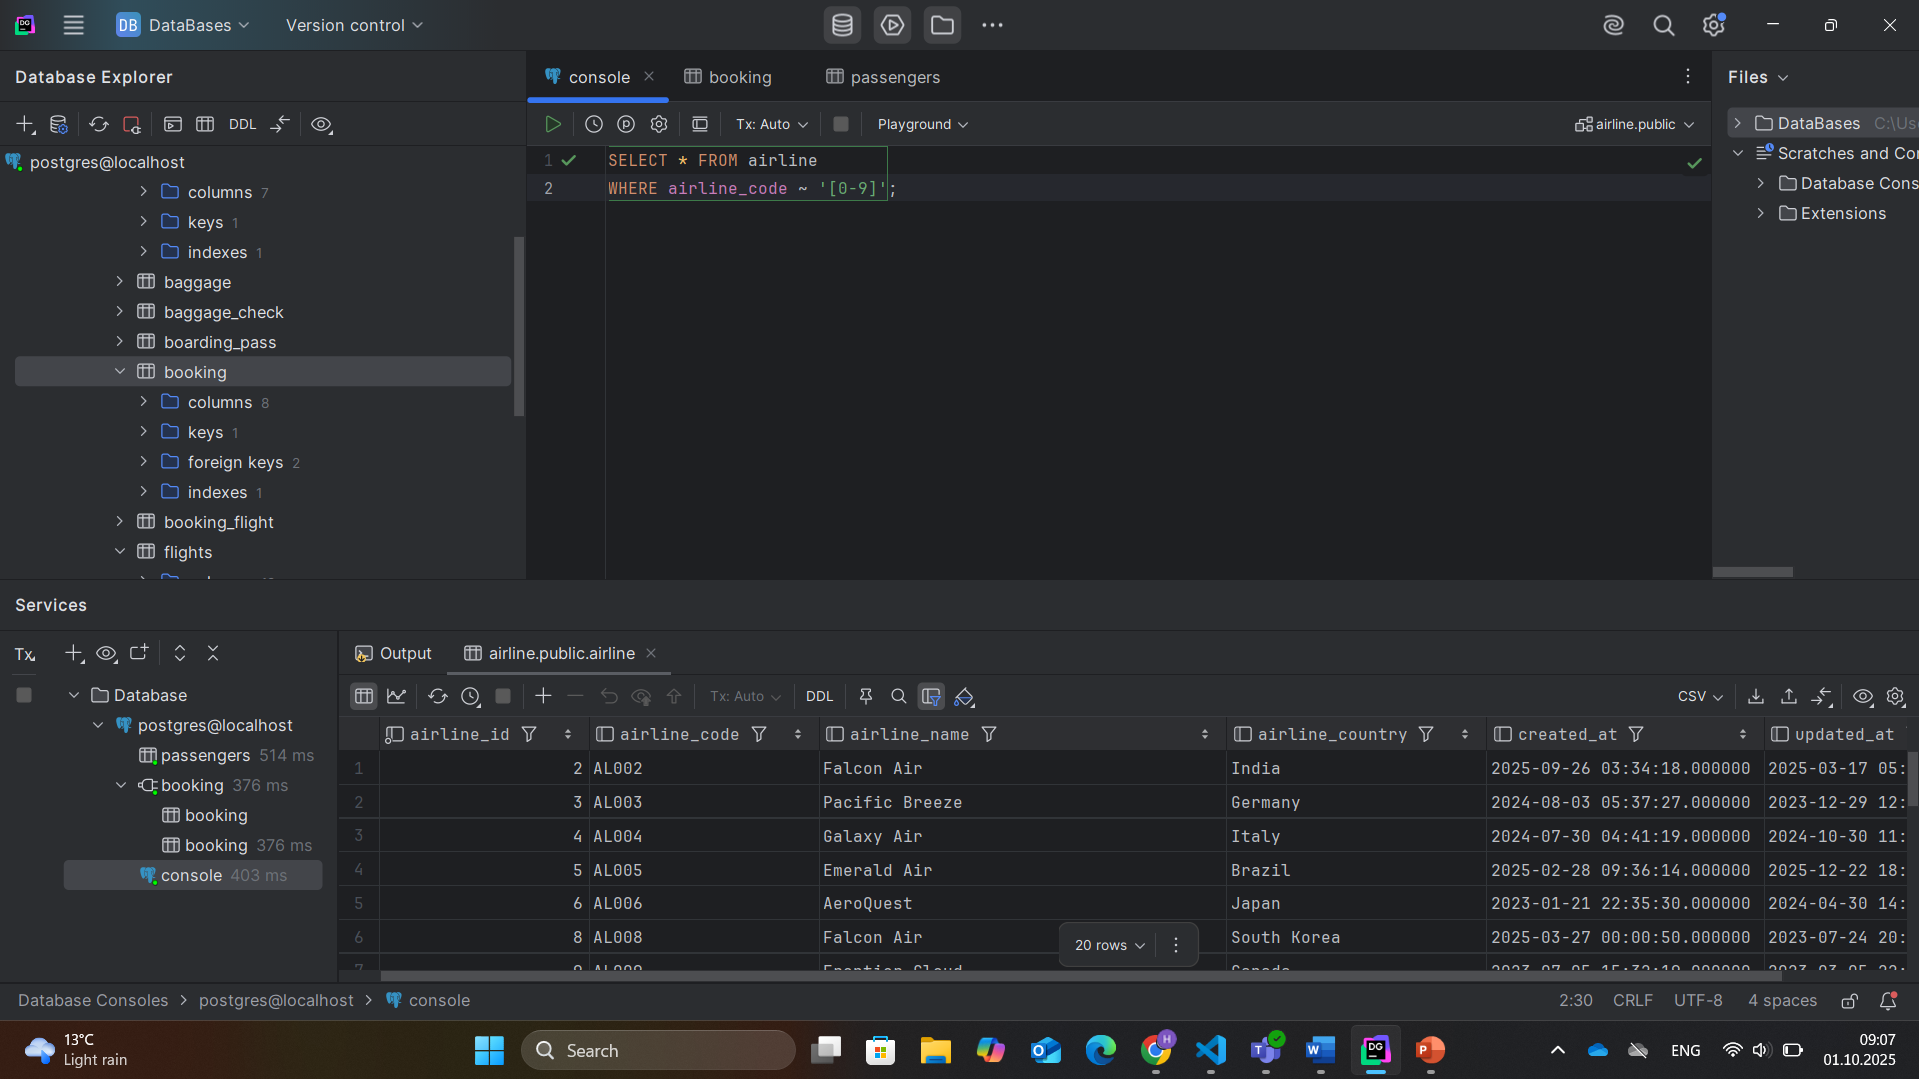 DB DataBases Version control
Database Explorer
console booking passengers
Files
DDL
Tx: Auto Playground airline.public
postgres@localhost
columns 7
keys 1
indexes 1
baggage
baggage_check
boarding_pass
booking
columns 8
keys 1
foreign keys 2
indexes 1
booking_flight
flights
1 SELECT * FROM airline
2 WHERE airline_code ~ '[0-9]';
DataBases C:\Use
Scratches and Con
Database Cons
Extensions
Services
Tx
Database
postgres@localhost
passengers 514 ms
booking 376 ms
booking
booking 376 ms
console 403 ms
Output airline.public.airline
Tx: Auto DDL CSV
airline_id airline_code airline_name airline_country created_at updated_at
1 2 AL002 Falcon Air India 2025-09-26 03:34:18.000000 2025-03-17 05:
2 3 AL003 Pacific Breeze Germany 2024-08-03 05:37:27.000000 2023-12-29 12:
3 4 AL004 Galaxy Air Italy 2024-07-30 04:41:19.000000 2024-10-30 11:
4 5 AL005 Emerald Air Brazil 2025-02-28 09:36:14.000000 2025-12-22 18:
5 6 AL006 AeroQuest Japan 2023-01-21 22:35:30.000000 2024-04-30 14:
6 8 AL008 Falcon Air South Korea 2025-03-27 00:00:50.000000 2023-07-24 20:
7 9 AL009 Frontier Cloud Canada
20 rows
Database Consoles > postgres@localhost > console
2:30 CRLF UTF-8 4 spaces
13°C
Light rain
Search
ENG
09:07
01.10.2025